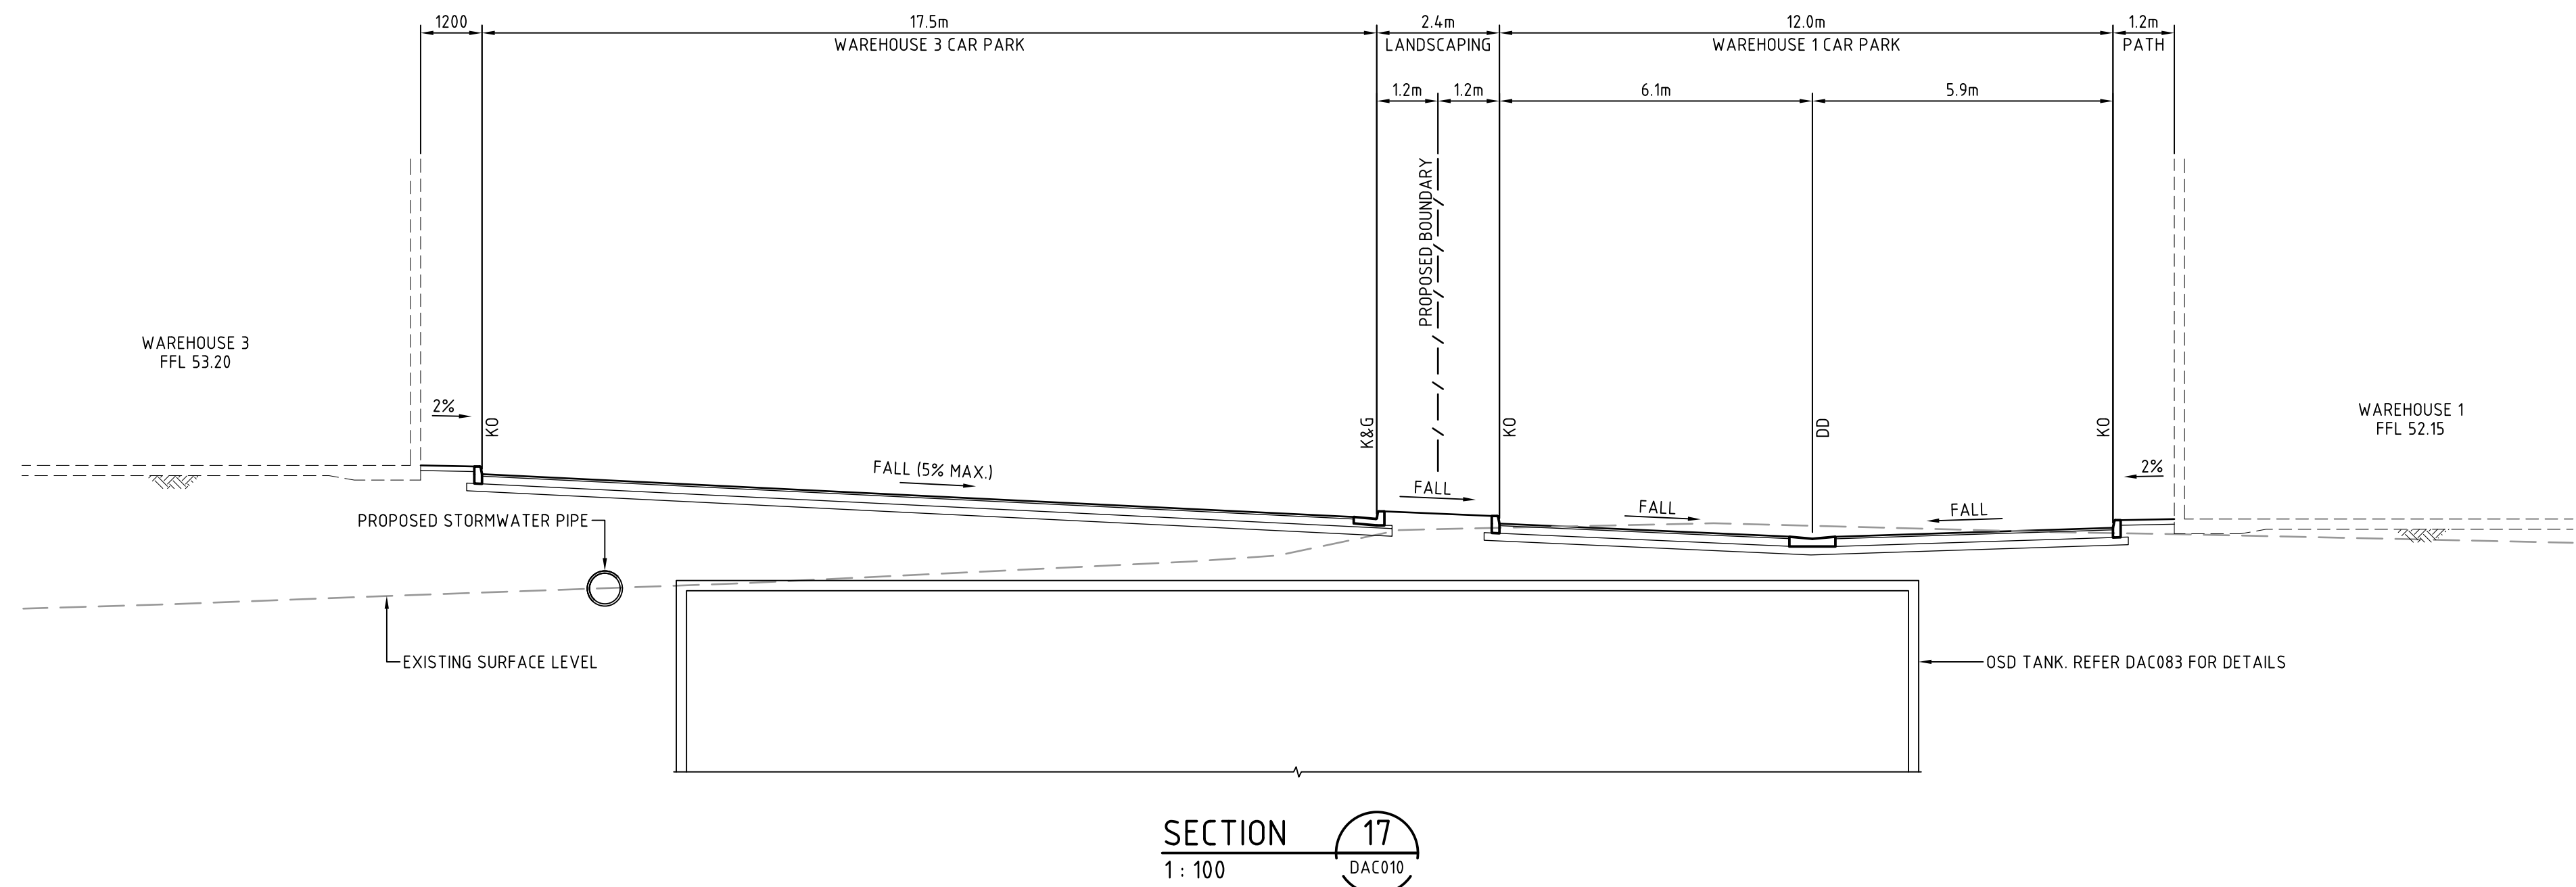 1200
17.5m
2.4m
12.0m
1.2m
WAREHOUSE 3 CAR PARK
LANDSCAPING
WAREHOUSE 1 CAR PARK
PATH
1.2m
1.2m
6.1m
5.9m
PROPOSED BOUNDARY
WAREHOUSE 3
FFL 53.20
WAREHOUSE 1
FFL 52.15
2%
KO
K&G
KO
DD
KO
2%
FALL (5% MAX.)
FALL
FALL
FALL
PROPOSED STORMWATER PIPE
EXISTING SURFACE LEVEL
OSD TANK. REFER DAC083 FOR DETAILS
SECTION
17
1 : 100
DAC010